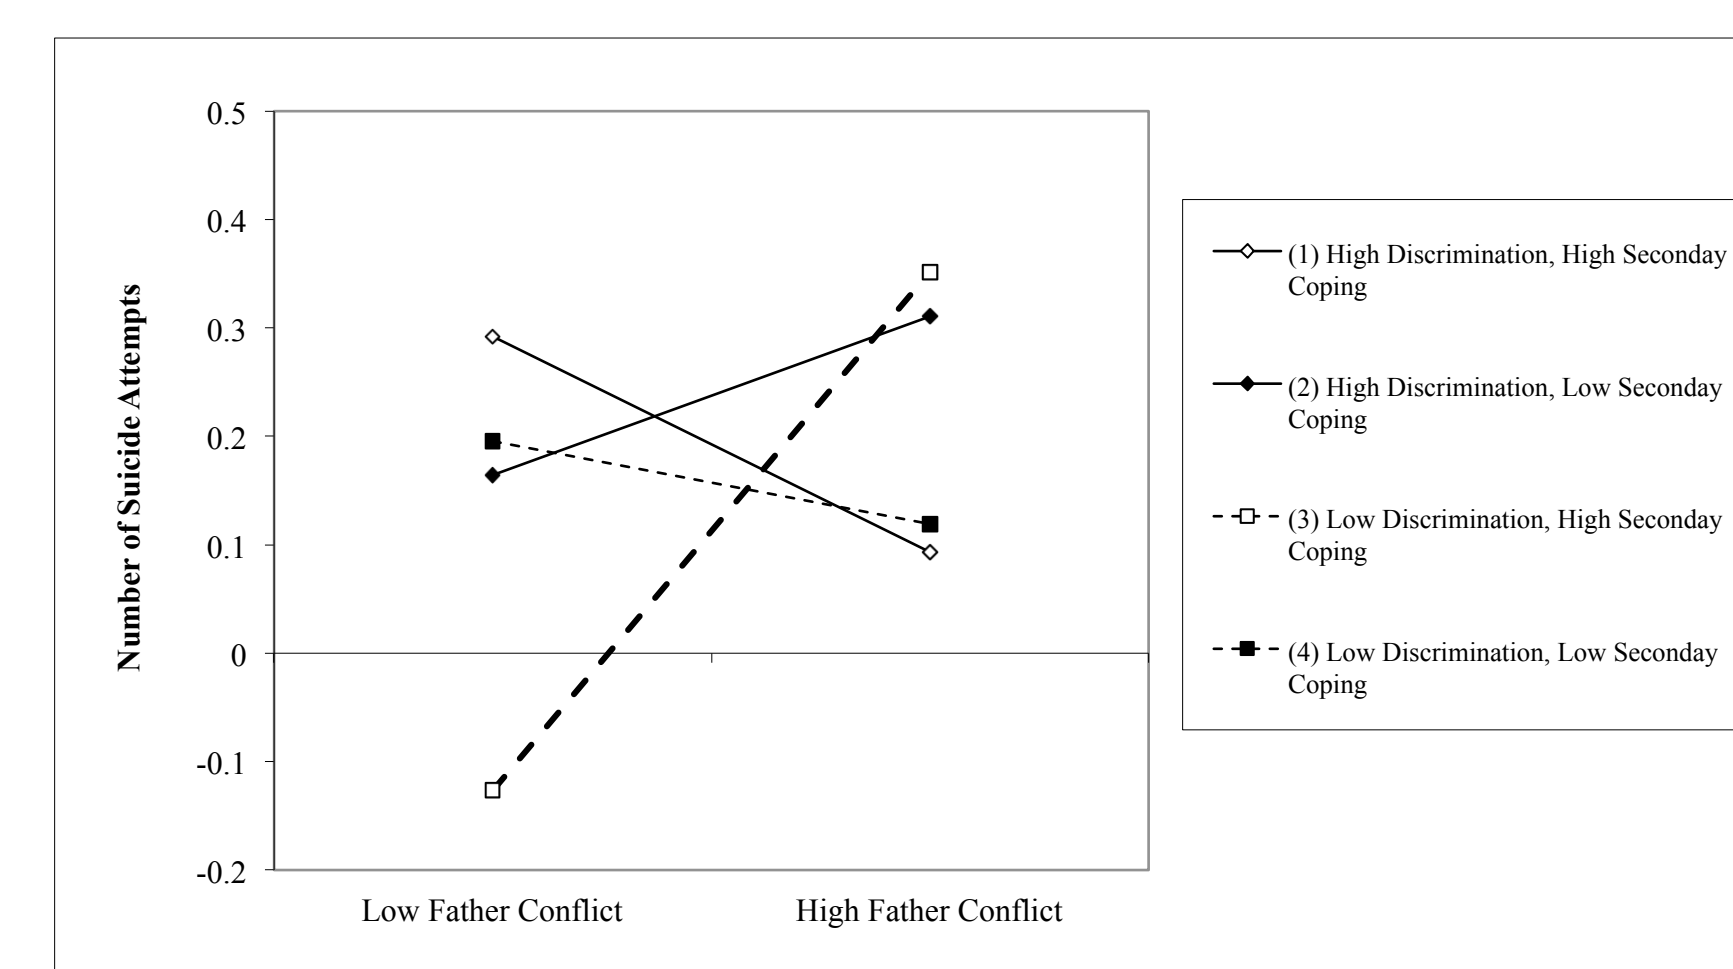 0.5
0.4
0.3
0.2
0.1
0
-0.1
-0.2
Number of Suicide Attempts
Low Father Conflict
High Father Conflict
(1) High Discrimination, High Seconday
Coping
(2) High Discrimination, Low Seconday
Coping
(3) Low Discrimination, High Seconday
Coping
(4) Low Discrimination, Low Seconday
Coping